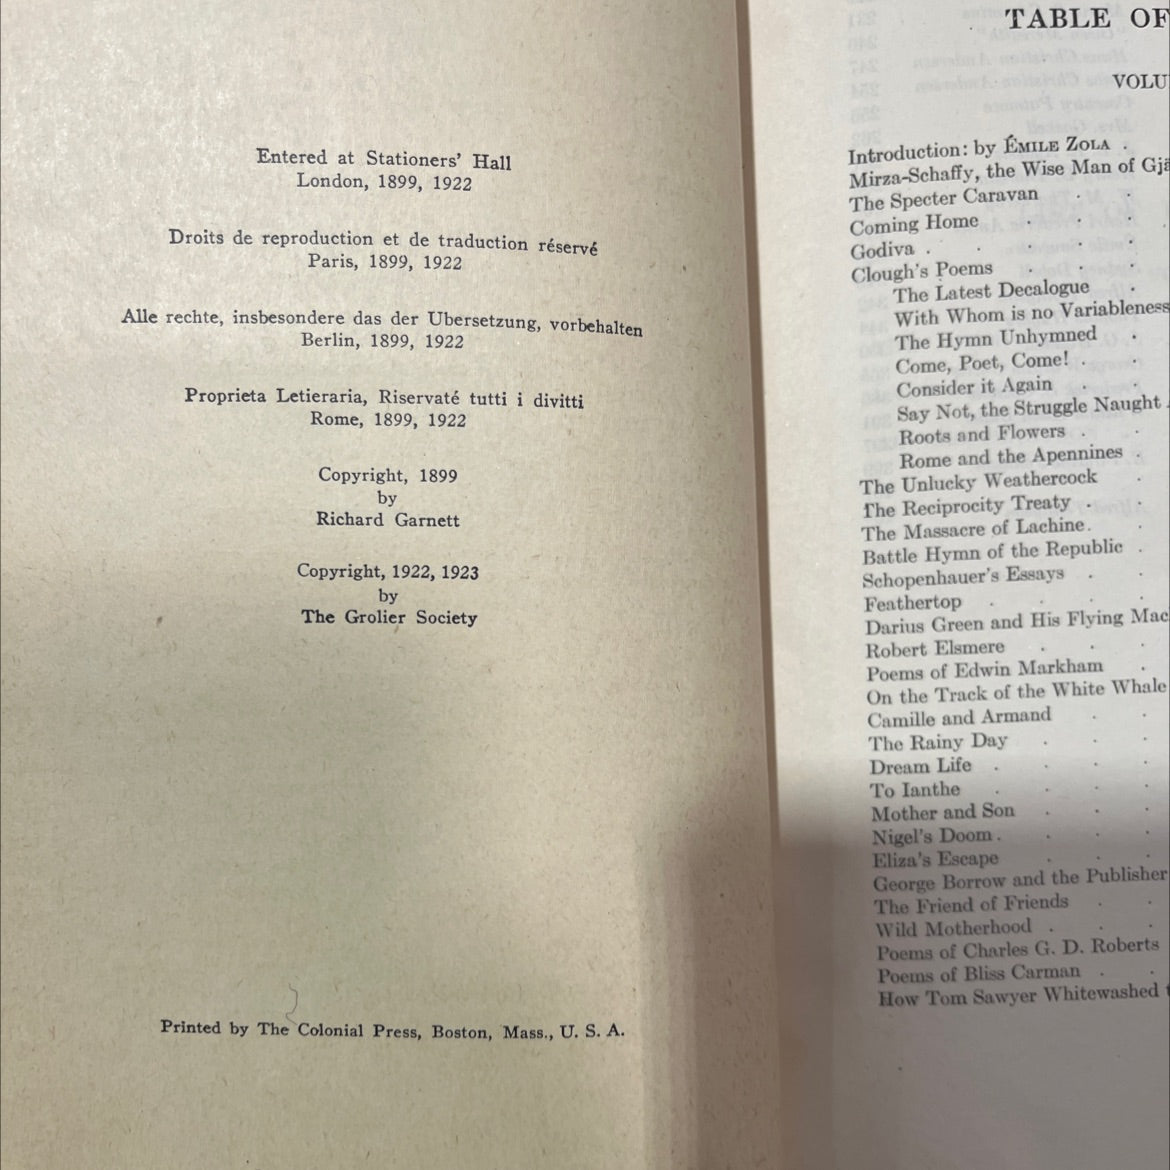 Entered at Stationers' Hall
London, 1899, 1922
Droits de reproduction et de traduction réservé
Paris, 1899, 1922
Alle rechte, insbesondere das der Ubersetzung, vorbehalten
Berlin, 1899, 1922
Proprieta Letieraria, Riservaté tutti i divitti
Rome, 1899, 1922
Copyright, 1899
by
Richard Garnett
Copyright, 1922, 1923
by
The Grolier Society
Printed by The Colonial Press, Boston, Mass., U. S. A.
TABLE OF
VOLU
Introduction: by ÉMILE ZOLA .
Mirza-Schaffy, the Wise Man of Gjä
The Specter Caravan . .
Coming Home . . .
Godiva . . . . .
Clough's Poems . . .
The Latest Decalogue .
With Whom is no Variableness
The Hymn Unhymned .
Come, Poet, Come! . .
Consider it Again . .
Say Not, the Struggle Naught
Roots and Flowers . .
Rome and the Apennines .
The Unlucky Weathercock .
The Reciprocity Treaty . .
The Massacre of Lachine . .
Battle Hymn of the Republic .
Schopenhauer's Essays . .
Feathertop . . . .
Darius Green and His Flying Mac
Robert Elsmere . . .
Poems of Edwin Markham .
On the Track of the White Whale
Camille and Armand . .
The Rainy Day . . .
Dream Life . . . .
To Ianthe . . . .
Mother and Son . . .
Nigel's Doom . . . .
Eliza's Escape . . .
George Borrow and the Publisher
The Friend of Friends . .
Wild Motherhood . . .
Poems of Charles G. D. Roberts
Poems of Bliss Carman . .
How Tom Sawyer Whitewashed t